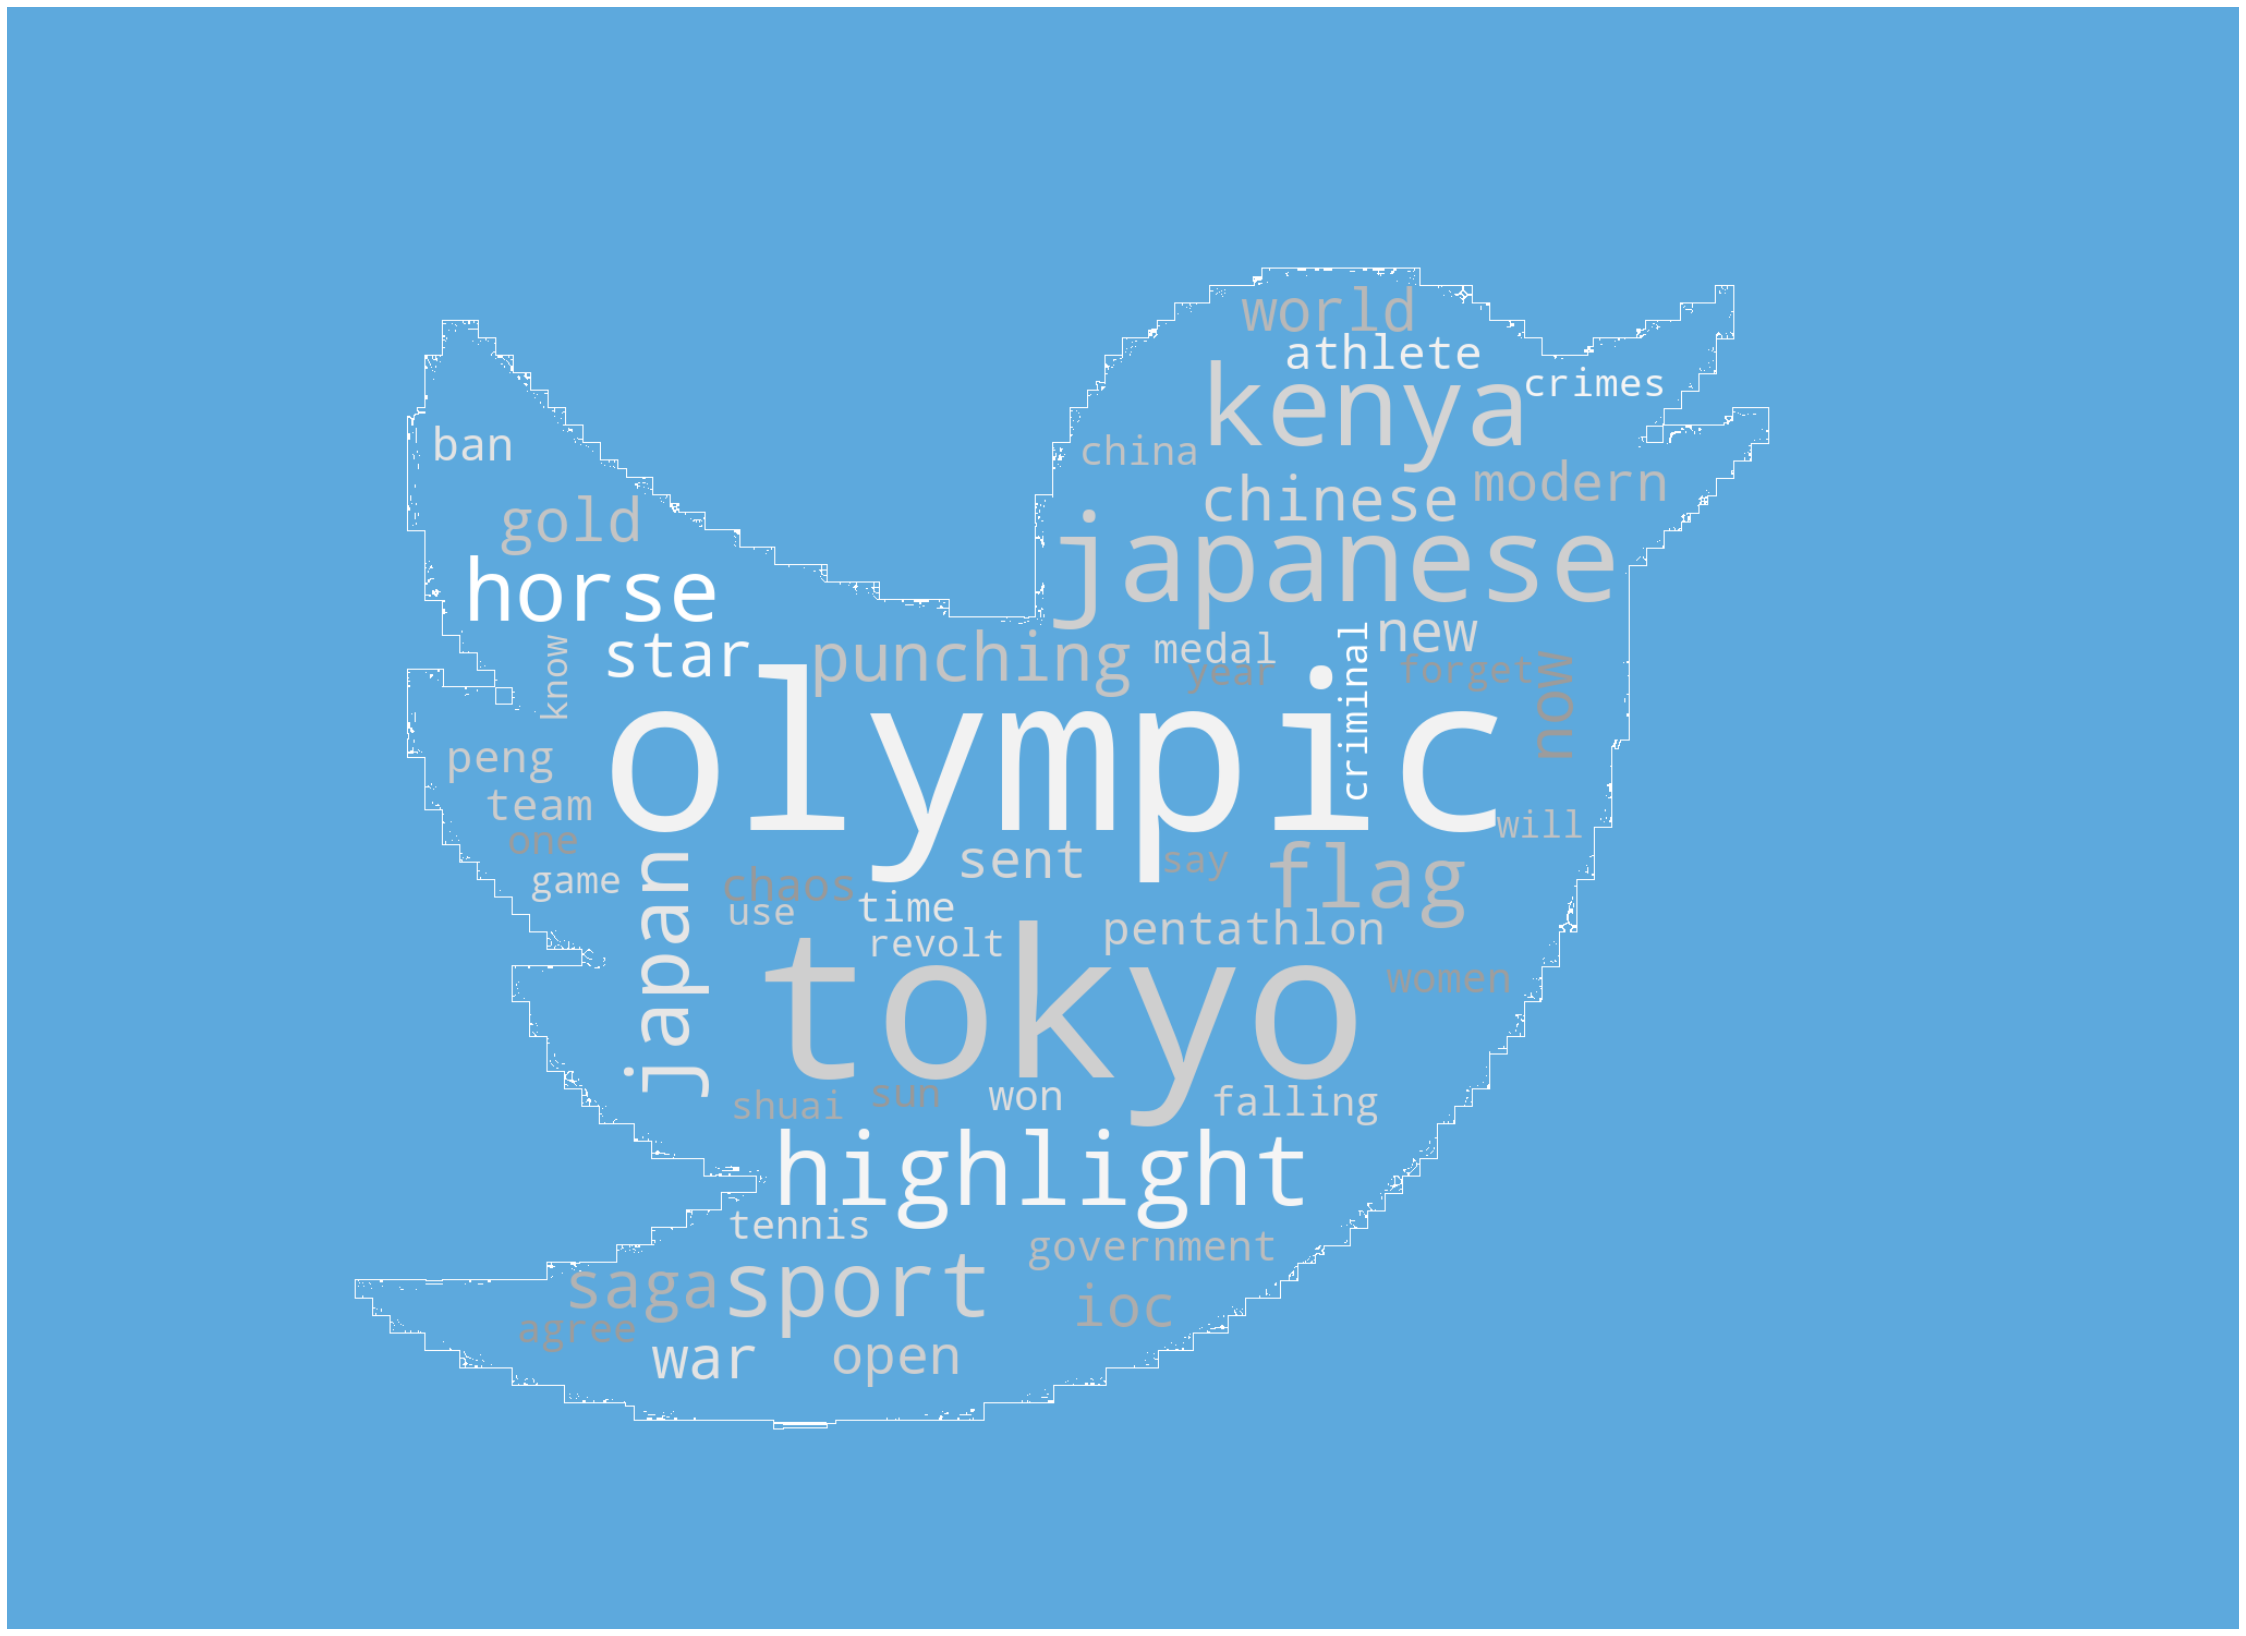 world
athlete
kenya
crimes
ban
china
chinese
modern
gold
japanese
horse
star
know
punching
medal
year
criminal
new
forget
now
olympic
peng
team
one
game
will
japan
chaos
use
time
revolt
sent
say
flag
pentathlon
women
tokyo
shuai
sun
won
falling
highlight
tennis
government
saga
sport
ioc
agree
war
open